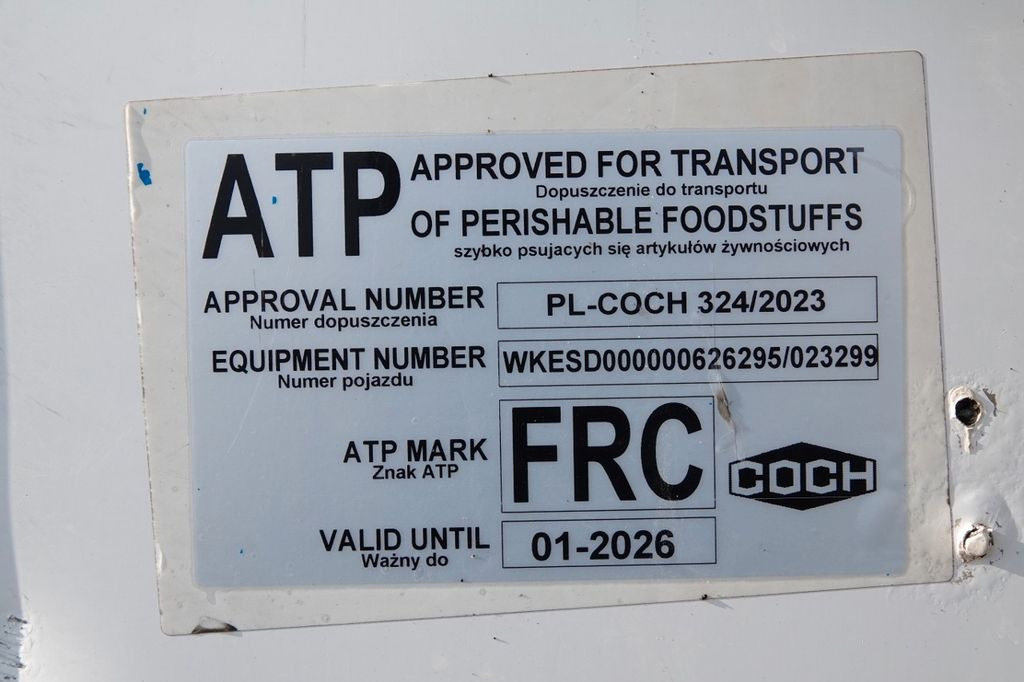 ATP APPROVED FOR TRANSPORT
Dopuszczenie do transportu
OF PERISHABLE FOODSTUFFS
szybko psujacych się artykułów żywnościowych
APPROVAL NUMBER PL-COCH 324/2023
Numer dopuszczenia
EQUIPMENT NUMBER WKESD000000626295/023299
Numer pojazdu
ATP MARK FRC
Znak ATP
COCH
VALID UNTIL 01-2026
Ważny do